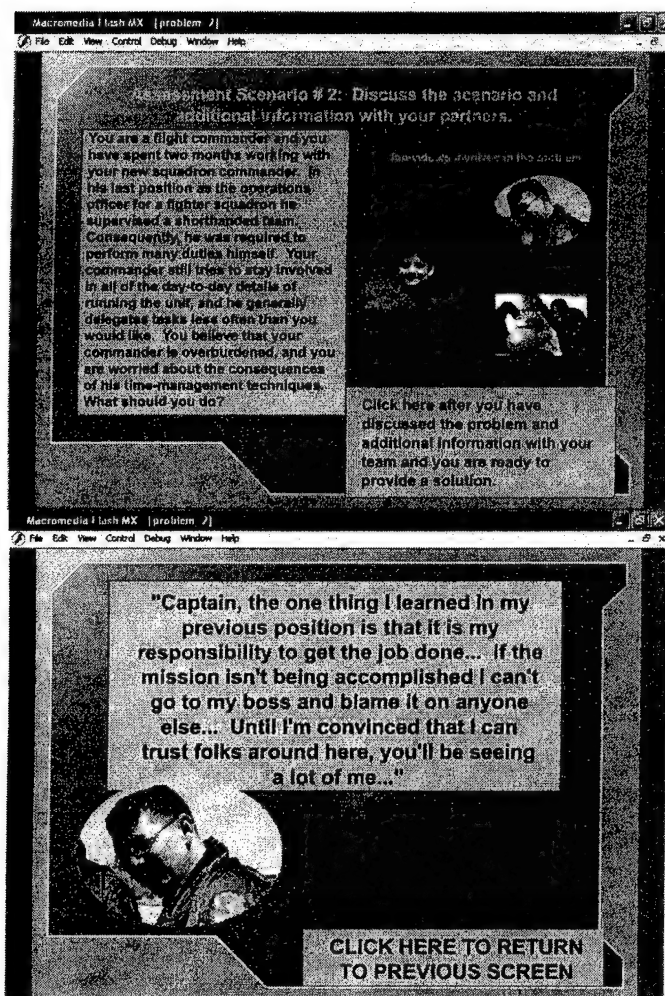 Macromedia Flash MX - [problem_2]
File Edit View Control Debug Window Help
Assessment Scenario # 2: Discuss the scenario and
additional information with your partners.
You are a flight commander and you
have spent two months working with
your new squadron commander. In
his last position as the operations
officer for a fighter squadron he
supervised a shorthanded team.
Consequently, he was required to
perform many duties himself. Your
commander still tries to stay involved
in all of the day-to-day details of
running the unit, and he generally
delegates tasks less often than you
would like. You believe that your
commander is overburdened, and you
are worried about the consequences
of his time-management techniques.
What should you do?
Individuals involved in the problem
Click here after you have
discussed the problem and
additional information with your
team and you are ready to
provide a solution.
Macromedia Flash MX - [problem_2]
File Edit View Control Debug Window Help
"Captain, the one thing I learned in my
previous position is that it is my
responsibility to get the job done... If the
mission isn't being accomplished I can't
go to my boss and blame it on anyone
else... Until I'm convinced that I can
trust folks around here, you'll be seeing
a lot of me..."
CLICK HERE TO RETURN
TO PREVIOUS SCREEN